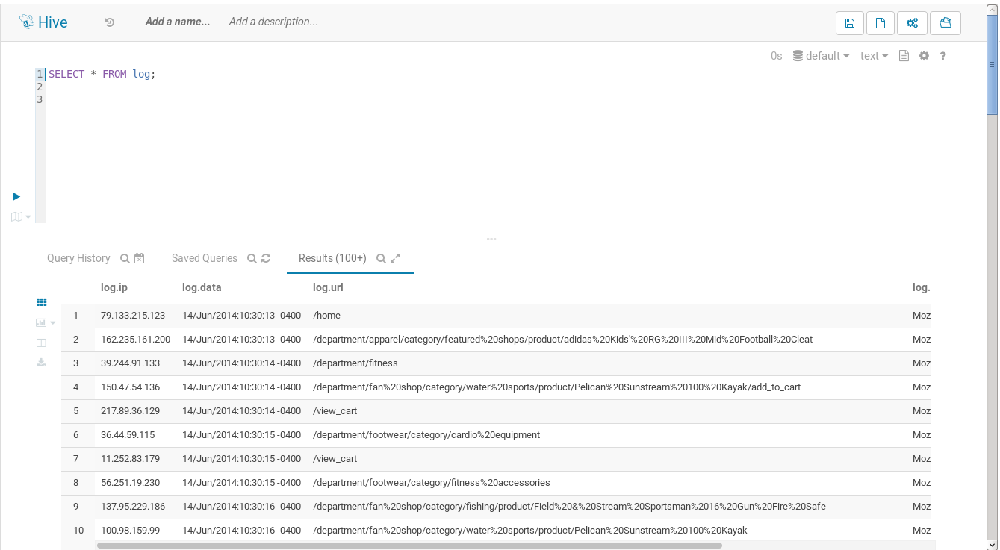 Hive Add a name... Add a description...
0s default text ?
1 SELECT * FROM log;
2
3
Query History Saved Queries Results (100+)
log.ip log.data log.url
1 79.133.215.123 14/Jun/2014:10:30:13 -0400 /home Moz
2 162.235.161.200 14/Jun/2014:10:30:13 -0400 /department/apparel/category/featured%20shops/product/adidas%20Kids'%20RG%20III%20Mid%20Football%20Cleat Moz
3 39.244.91.133 14/Jun/2014:10:30:14 -0400 /department/fitness Moz
4 150.47.54.136 14/Jun/2014:10:30:14 -0400 /department/fan%20shop/category/water%20sports/product/Pelican%20Sunstream%20100%20Kayak/add_to_cart Moz
5 217.89.36.129 14/Jun/2014:10:30:14 -0400 /view_cart Moz
6 36.44.59.115 14/Jun/2014:10:30:15 -0400 /department/footwear/category/cardio%20equipment Moz
7 11.252.83.179 14/Jun/2014:10:30:15 -0400 /view_cart Moz
8 56.251.19.230 14/Jun/2014:10:30:15 -0400 /department/footwear/category/fitness%20accessories Moz
9 137.95.229.186 14/Jun/2014:10:30:16 -0400 /department/fan%20shop/category/fishing/product/Field%20&%20Stream%20Sportsman%2016%20Gun%20Fire%20Safe Moz
10 100.98.159.99 14/Jun/2014:10:30:16 -0400 /department/fan%20shop/category/water%20sports/product/Pelican%20Sunstream%20100%20Kayak Moz